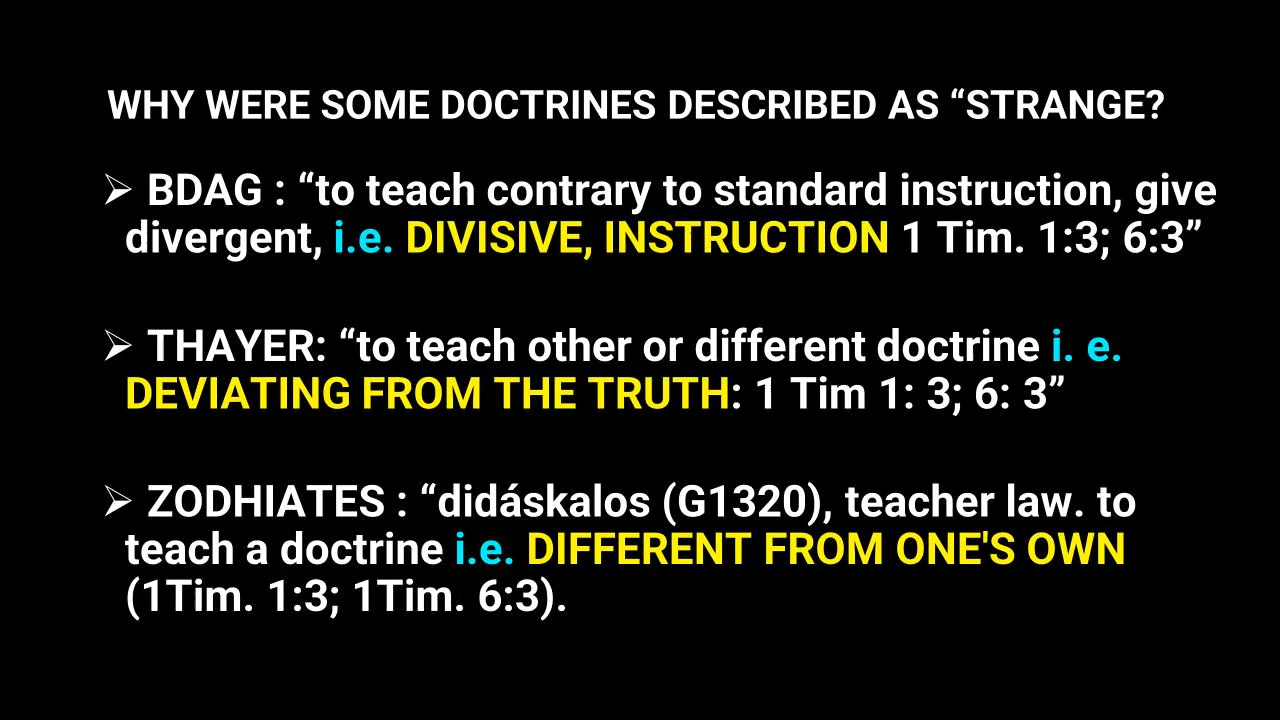 WHY WERE SOME DOCTRINES DESCRIBED AS “STRANGE?
➢ BDAG : “to teach contrary to standard instruction, give
divergent, i.e. DIVISIVE, INSTRUCTION 1 Tim. 1:3; 6:3”
➢ THAYER: “to teach other or different doctrine i. e.
DEVIATING FROM THE TRUTH: 1 Tim 1: 3; 6: 3”
➢ ZODHIATES : “didáskalos (G1320), teacher law. to
teach a doctrine i.e. DIFFERENT FROM ONE'S OWN
(1Tim. 1:3; 1Tim. 6:3).